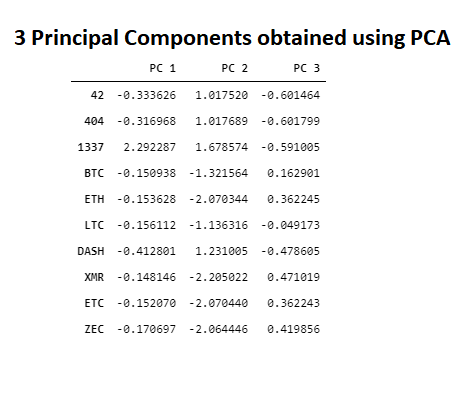 3 Principal Components obtained using PCA
PC 1 PC 2 PC 3
42 -0.333626 1.017520 -0.601464
404 -0.316968 1.017689 -0.601799
1337 2.292287 1.678574 -0.591005
BTC -0.150938 -1.321564 0.162901
ETH -0.153628 -2.070344 0.362245
LTC -0.156112 -1.136316 -0.049173
DASH -0.412801 1.231005 -0.478605
XMR -0.148146 -2.205022 0.471019
ETC -0.152070 -2.070440 0.362243
ZEC -0.170697 -2.064446 0.419856